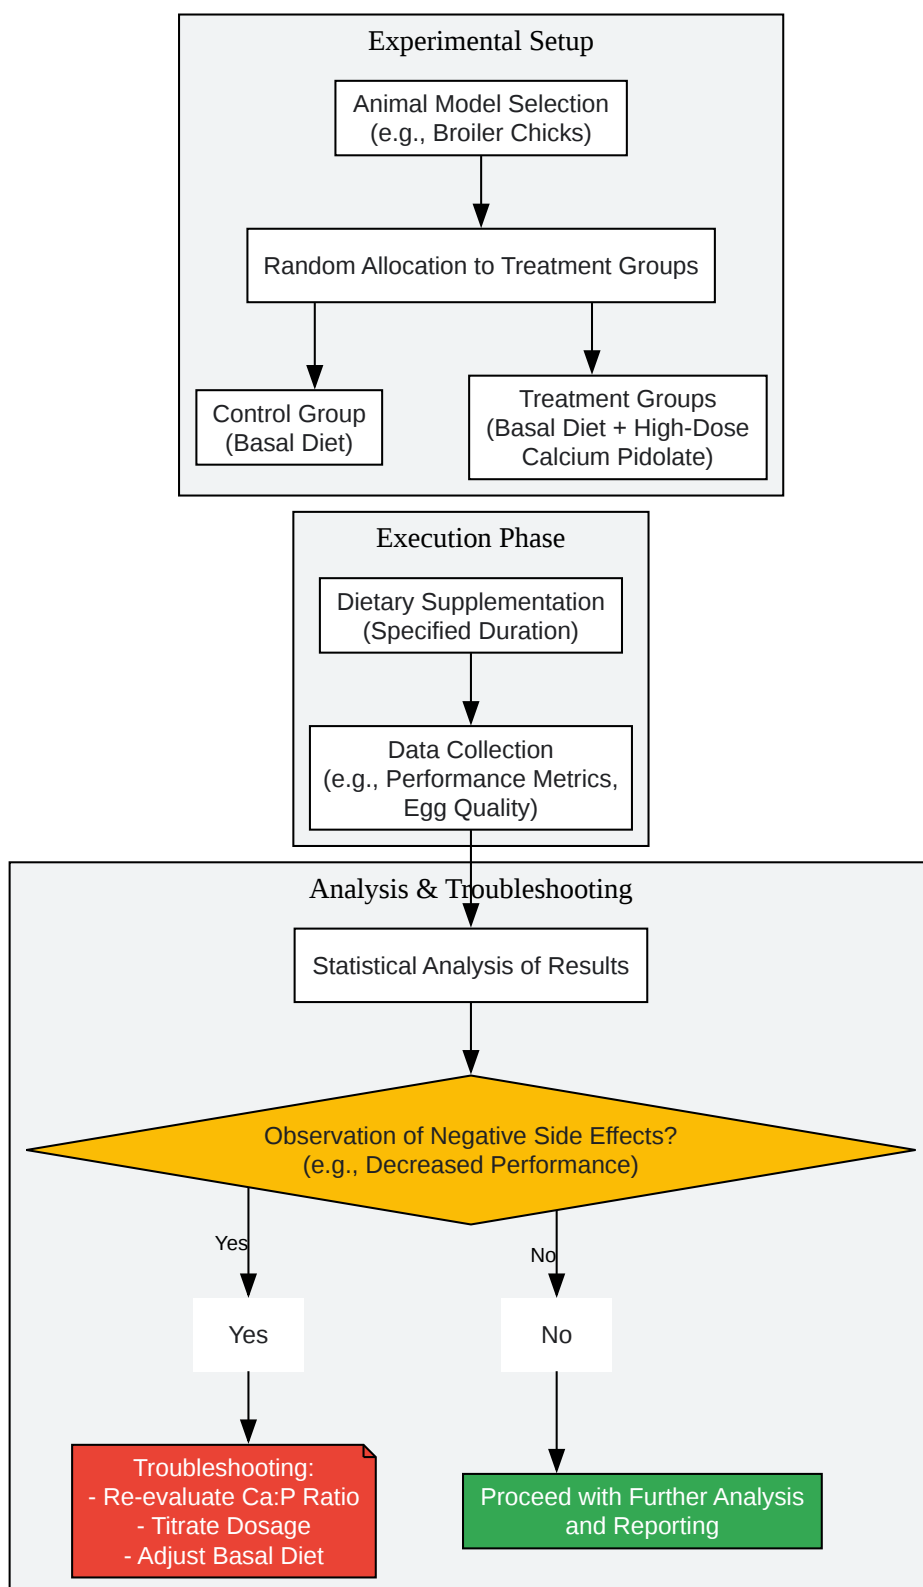 Experimental Setup
Animal Model Selection
(e.g., Broiler Chicks)
Random Allocation to Treatment Groups
Control Group
(Basal Diet)
Treatment Groups
(Basal Diet + High-Dose
Calcium Pidolate)
Execution Phase
Dietary Supplementation
(Specified Duration)
Data Collection
(e.g., Performance Metrics,
Egg Quality)
Analysis & Troubleshooting
Statistical Analysis of Results
Observation of Negative Side Effects?
(e.g., Decreased Performance)
Yes
No
Yes
No
Troubleshooting:
- Re-evaluate Ca:P Ratio
- Titrate Dosage
- Adjust Basal Diet
Proceed with Further Analysis
and Reporting